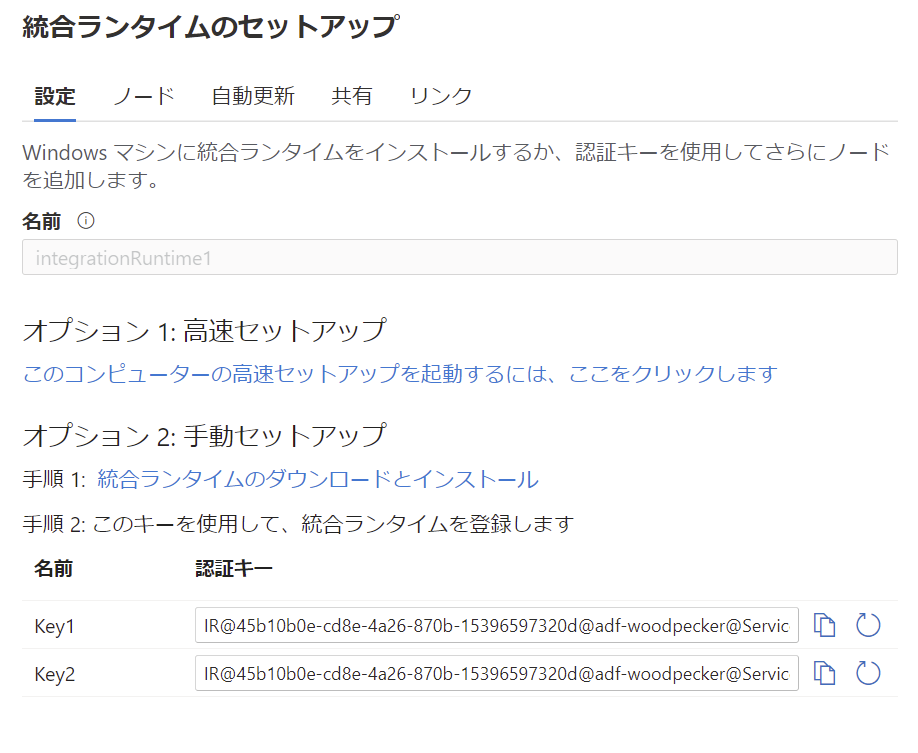 統合ランタイムのセットアップ
設定 ノード 自動更新 共有 リンク
Windows マシンに統合ランタイムをインストールするか、認証キーを使用してさらにノード
を追加します。
名前
integrationRuntime1
オプション 1: 高速セットアップ
このコンピューターの高速セットアップを起動するには、ここをクリックします
オプション 2: 手動セットアップ
手順 1: 統合ランタイムのダウンロードとインストール
手順 2: このキーを使用して、統合ランタイムを登録します
名前 認証キー
Key1 IR@45b10b0e-cd8e-4a26-870b-15396597320d@adf-woodpecker@Servic
Key2 IR@45b10b0e-cd8e-4a26-870b-15396597320d@adf-woodpecker@Servic